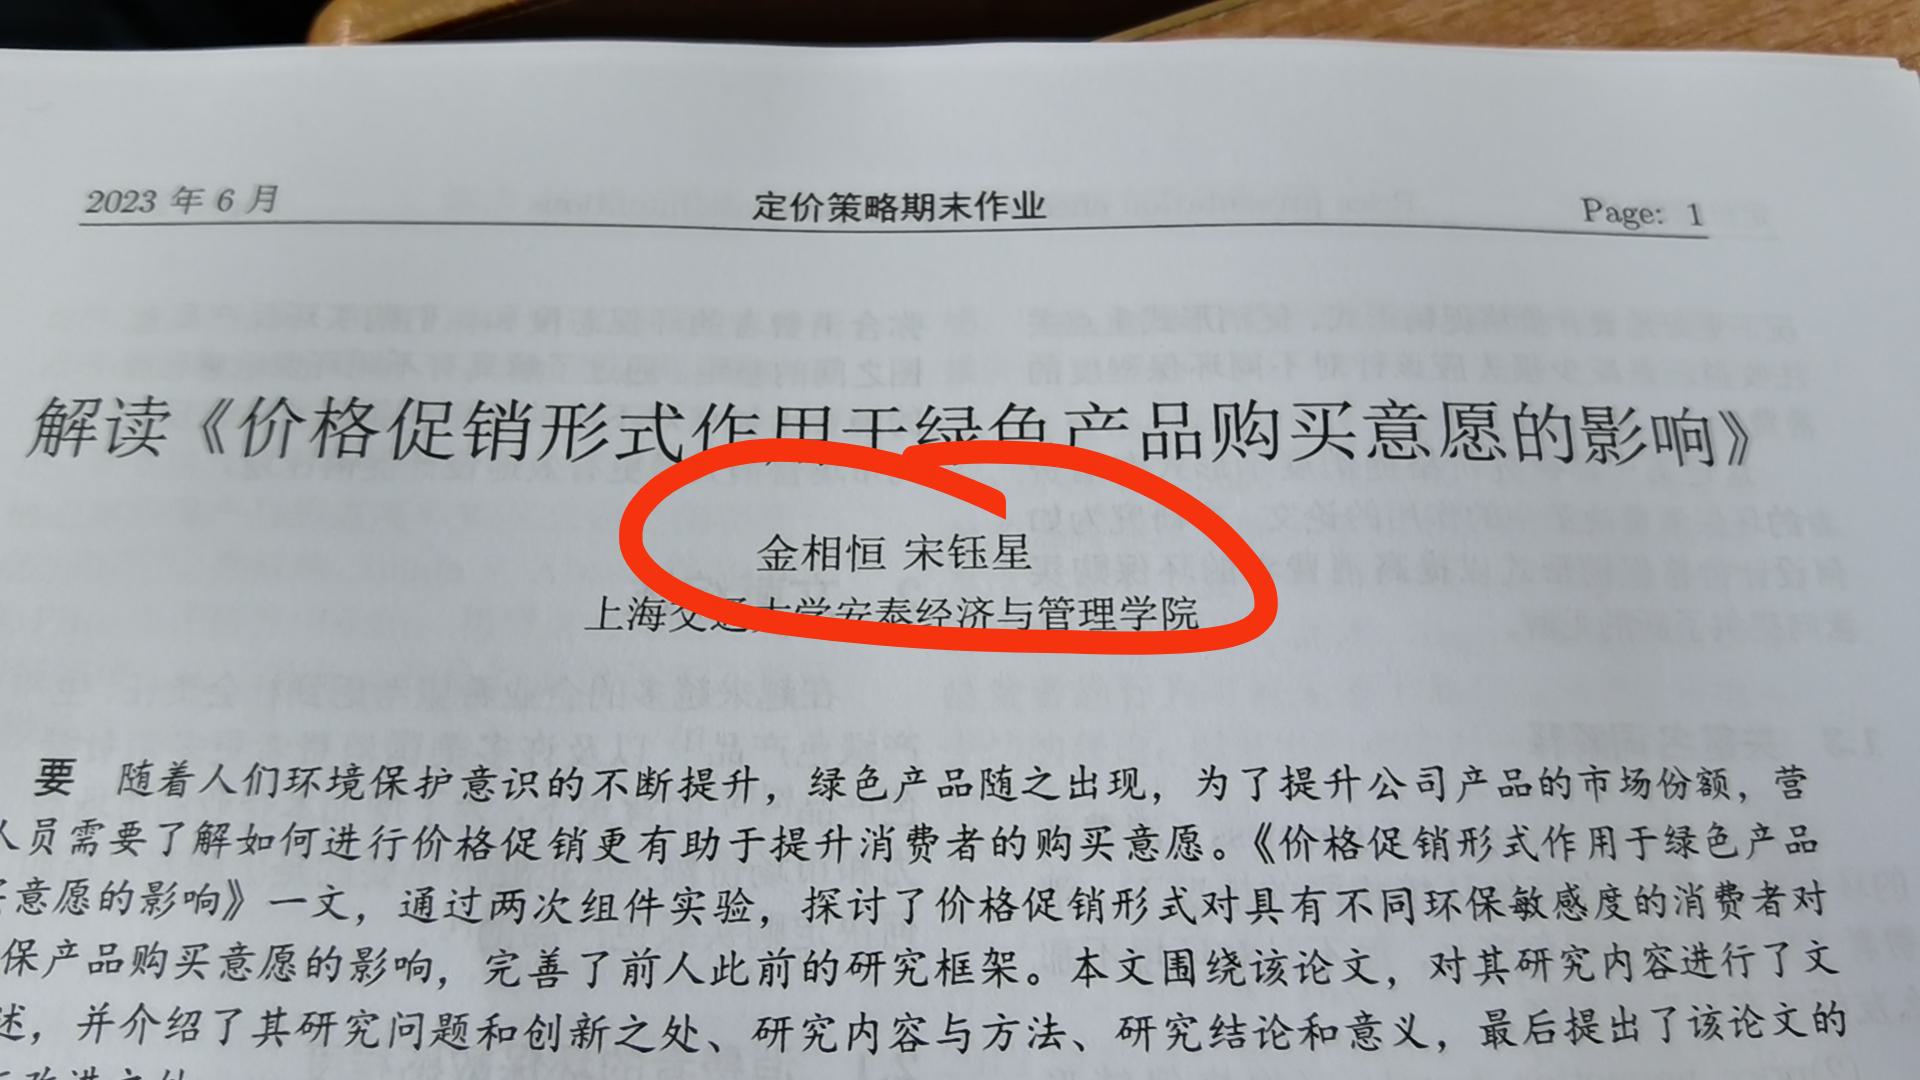 2023 年 6 月 定价策略期末作业 Page: 1
解读《价格促销形式作用于绿色产品购买意愿的影响》
金相恒 宋钰星
上海交通大学安泰经济与管理学院
要 随着人们环境保护意识的不断提升，绿色产品随之出现，为了提升公司产品的市场份额，营
人员需要了解如何进行价格促销更有助于提升消费者的购买意愿。《价格促销形式作用于绿色产品
意愿的影响》一文，通过两次组件实验，探讨了价格促销形式对具有不同环保敏感度的消费者对
保产品购买意愿的影响，完善了前人此前的研究框架。本文围绕该论文，对其研究内容进行了文
述，并介绍了其研究问题和创新之处、研究内容与方法、研究结论和意义，最后提出了该论文的